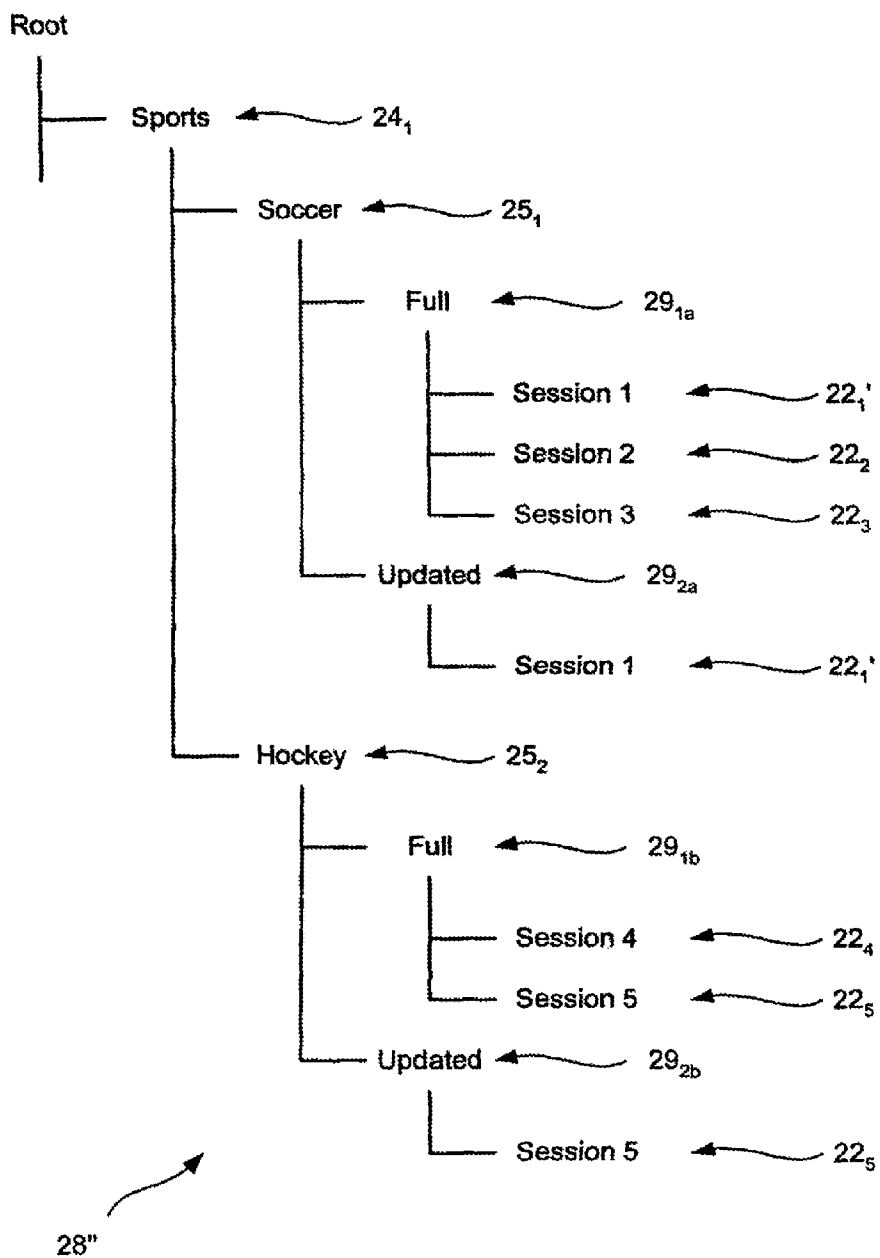 Root
Sports 24₁
Soccer 25₁
Full 29₁ₐ
Session 1 22₁'
Session 2 22₂
Session 3 22₃
Updated 29₂ₐ
Session 1 22₁'
Hockey 25₂
Full 29₁b
Session 4 22₄
Session 5 22₅
Updated 29₂b
Session 5 22₅
28"